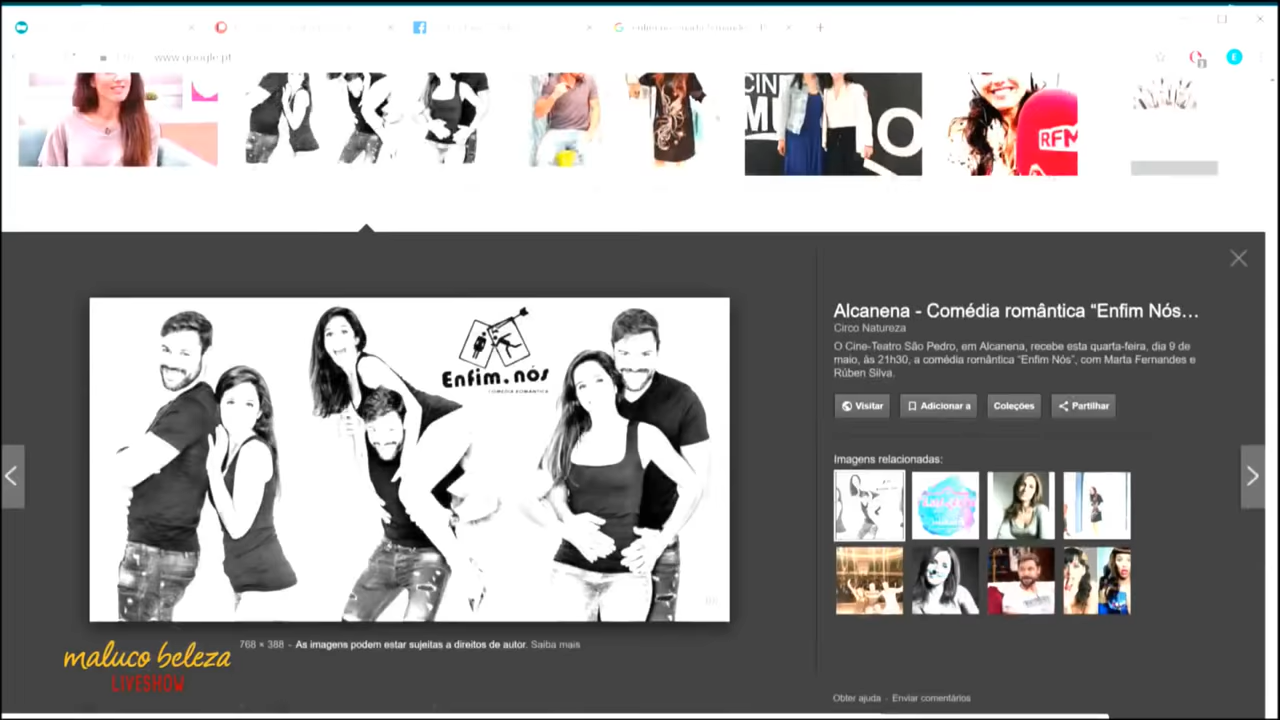 www.google.pt
CIN
MU
O
RFM
Enfim, nós
COMÉDIA ROMÂNTICA
Alcanena - Comédia romântica “Enfim Nós...
Circo Natureza
O Cine-Teatro São Pedro, em Alcanena, recebe esta quarta-feira, dia 9 de
maio, às 21h30, a comédia romântica “Enfim Nós”, com Marta Fernandes e
Rúben Silva.
Visitar
Adicionar a
Coleções
Partilhar
Imagens relacionadas:
768 × 388 - As imagens podem estar sujeitas a direitos de autor. Saiba mais
maluco beleza
LIVESHOW
Obter ajuda - Enviar comentários